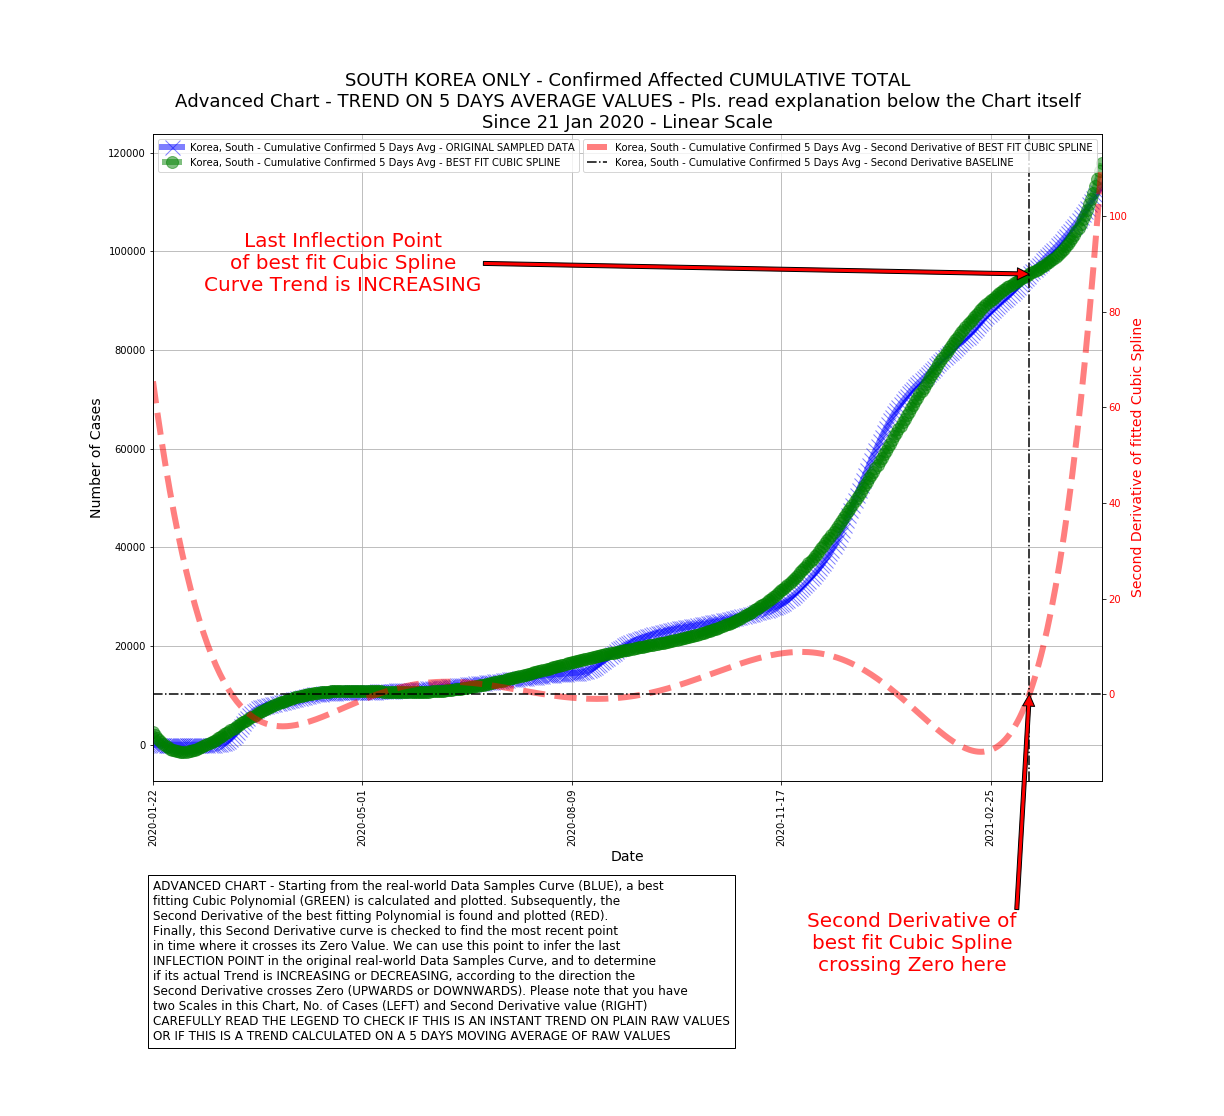 SOUTH KOREA ONLY - Confirmed Affected CUMULATIVE TOTAL
Advanced Chart - TREND ON 5 DAYS AVERAGE VALUES - Pls. read explanation below the Chart itself
Since 21 Jan 2020 - Linear Scale
Korea, South - Cumulative Confirmed 5 Days Avg - ORIGINAL SAMPLED DATA
Korea, South - Cumulative Confirmed 5 Days Avg - BEST FIT CUBIC SPLINE
Korea, South - Cumulative Confirmed 5 Days Avg - Second Derivative of BEST FIT CUBIC SPLINE
Korea, South - Cumulative Confirmed 5 Days Avg - Second Derivative BASELINE
120000
100000
80000
60000
40000
20000
0
Number of Cases
Last Inflection Point
of best fit Cubic Spline
Curve Trend is INCREASING
100
80
60
40
20
0
Second Derivative of fitted Cubic Spline
2020-01-22
2020-05-01
2020-08-09
2020-11-17
2021-02-25
Date
ADVANCED CHART - Starting from the real-world Data Samples Curve (BLUE), a best
fitting Cubic Polynomial (GREEN) is calculated and plotted. Subsequently, the
Second Derivative of the best fitting Polynomial is found and plotted (RED).
Finally, this Second Derivative curve is checked to find the most recent point
in time where it crosses its Zero Value. We can use this point to infer the last
INFLECTION POINT in the original real-world Data Samples Curve, and to determine
if its actual Trend is INCREASING or DECREASING, according to the direction the
Second Derivative crosses Zero (UPWARDS or DOWNWARDS). Please note that you have
two Scales in this Chart, No. of Cases (LEFT) and Second Derivative value (RIGHT)
CAREFULLY READ THE LEGEND TO CHECK IF THIS IS AN INSTANT TREND ON PLAIN RAW VALUES
OR IF THIS IS A TREND CALCULATED ON A 5 DAYS MOVING AVERAGE OF RAW VALUES
Second Derivative of
best fit Cubic Spline
crossing Zero here